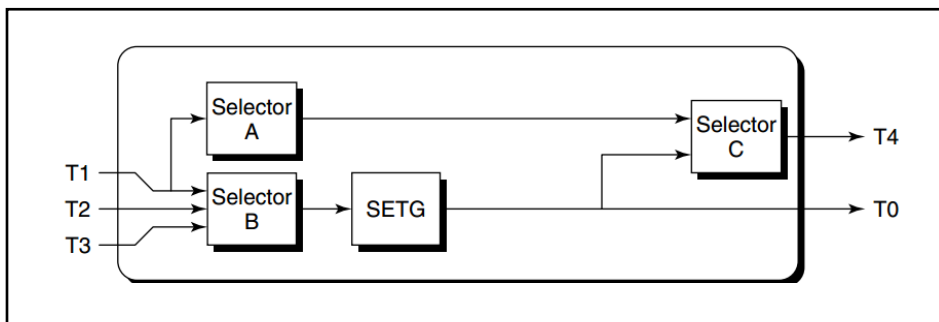 Selector
A
Selector
C
T4
T1
T2
T3
Selector
B
SETG
T0